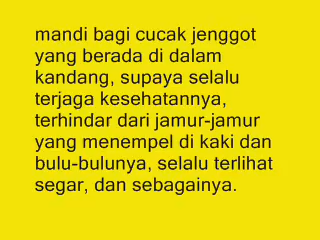 mandi bagi cucak jenggot
yang berada di dalam
kandang, supaya selalu
terjaga kesehatannya,
terhindar dari jamur-jamur
yang menempel di kaki dan
bulu-bulunya, selalu terlihat
segar, dan sebagainya.